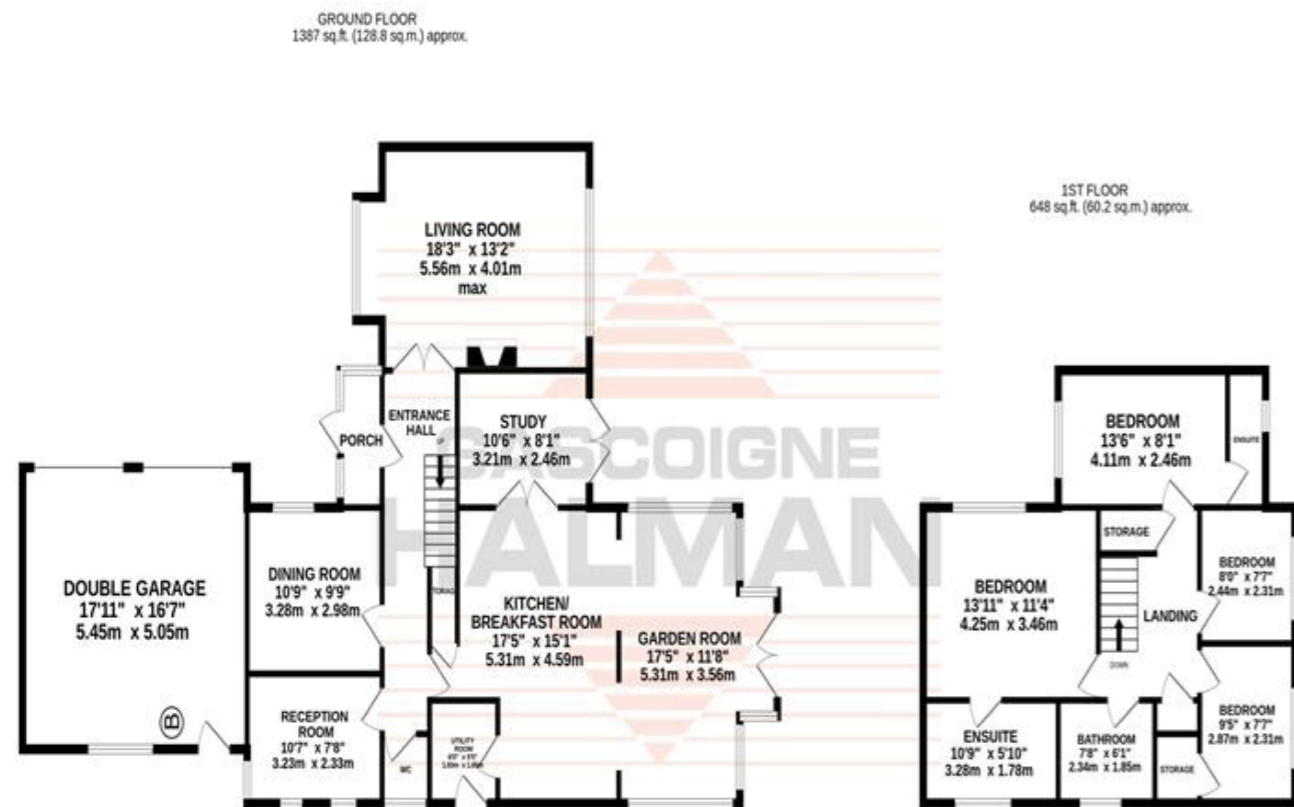 GROUND FLOOR
1387 sq.ft. (128.8 sq.m.) approx.
1ST FLOOR
648 sq.ft. (60.2 sq.m.) approx.
LIVING ROOM
18'3" x 13'2"
5.56m x 4.01m
max
ENTRANCE
HALL
UP
PORCH
STUDY
10'6" x 8'1"
3.21m x 2.46m
GASCOIGNE
HALMAN
DOUBLE GARAGE
17'11" x 16'7"
5.45m x 5.05m
B
DINING ROOM
10'9" x 9'9"
3.28m x 2.98m
TORAG
KITCHEN/
BREAKFAST ROOM
17'5" x 15'1"
5.31m x 4.59m
GARDEN ROOM
17'5" x 11'8"
5.31m x 3.56m
RECEPTION
ROOM
10'7" x 7'8"
3.23m x 2.33m
WC
UTILITY
ROOM
BEDROOM
13'6" x 8'1"
4.11m x 2.46m
ENSUITE
STORAGE
BEDROOM
8'0" x 7'7"
2.44m x 2.31m
BEDROOM
13'11" x 11'4"
4.25m x 3.46m
LANDING
DOWN
BEDROOM
9'5" x 7'7"
2.87m x 2.31m
ENSUITE
10'9" x 5'10"
3.28m x 1.78m
BATHROOM
7'8" x 6'1"
2.34m x 1.85m
STORAGE